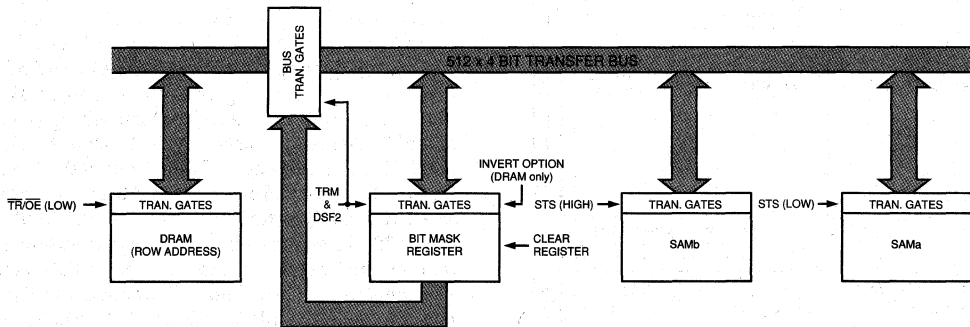 BUS
TRAN. GATES
512 x 4 BIT TRANSFER BUS
INVERT OPTION
(DRAM only)
TR/OE (LOW)
TRAN. GATES
DRAM
(ROW ADDRESS)
TRM
&
DSF2
TRAN. GATES
BIT MASK
REGISTER
CLEAR
REGISTER
STS (HIGH)
TRAN. GATES
SAMb
STS (LOW)
TRAN. GATES
SAMa